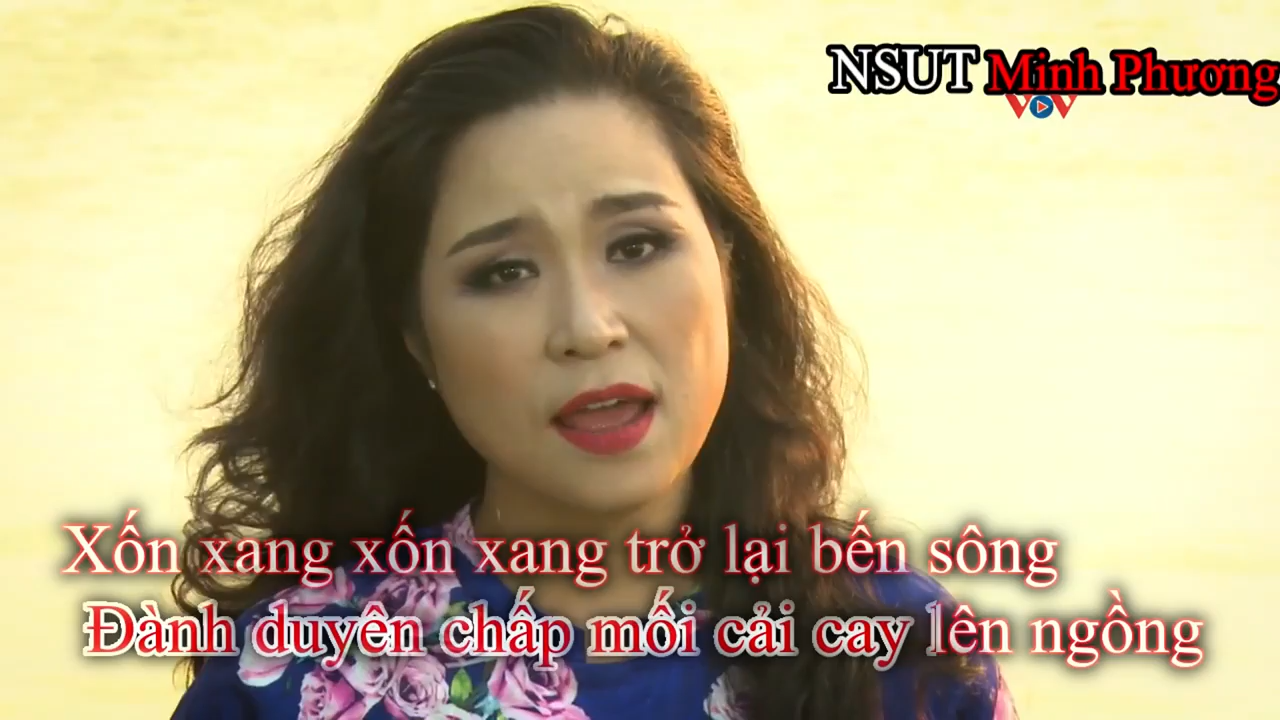 NSUT Minh Phương
VOV
Xốn xang xốn xang trở lại bến sông
Đành duyên chấp mối cải cay lên ngồng